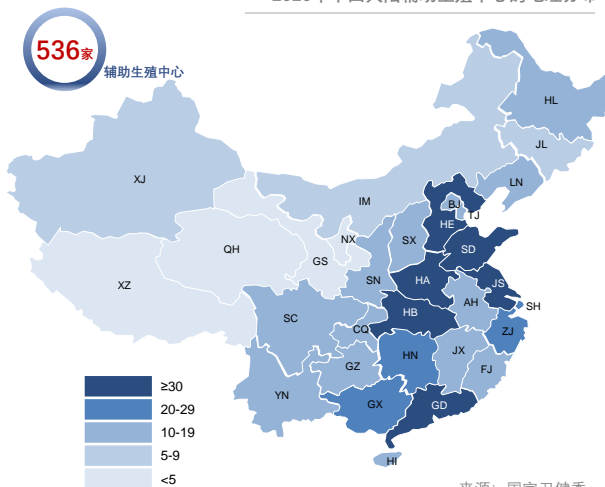 536家
辅助生殖中心
HL
JL
LN
XJ
IM
BJ
TJ
HE
NX
SX
SD
QH
GS
SN
HA
JS
XZ
AH
SH
SC
CQ
HB
ZJ
HN
JX
GZ
FJ
YN
GX
GD
HI
≥30
20-29
10-19
5-9
<5